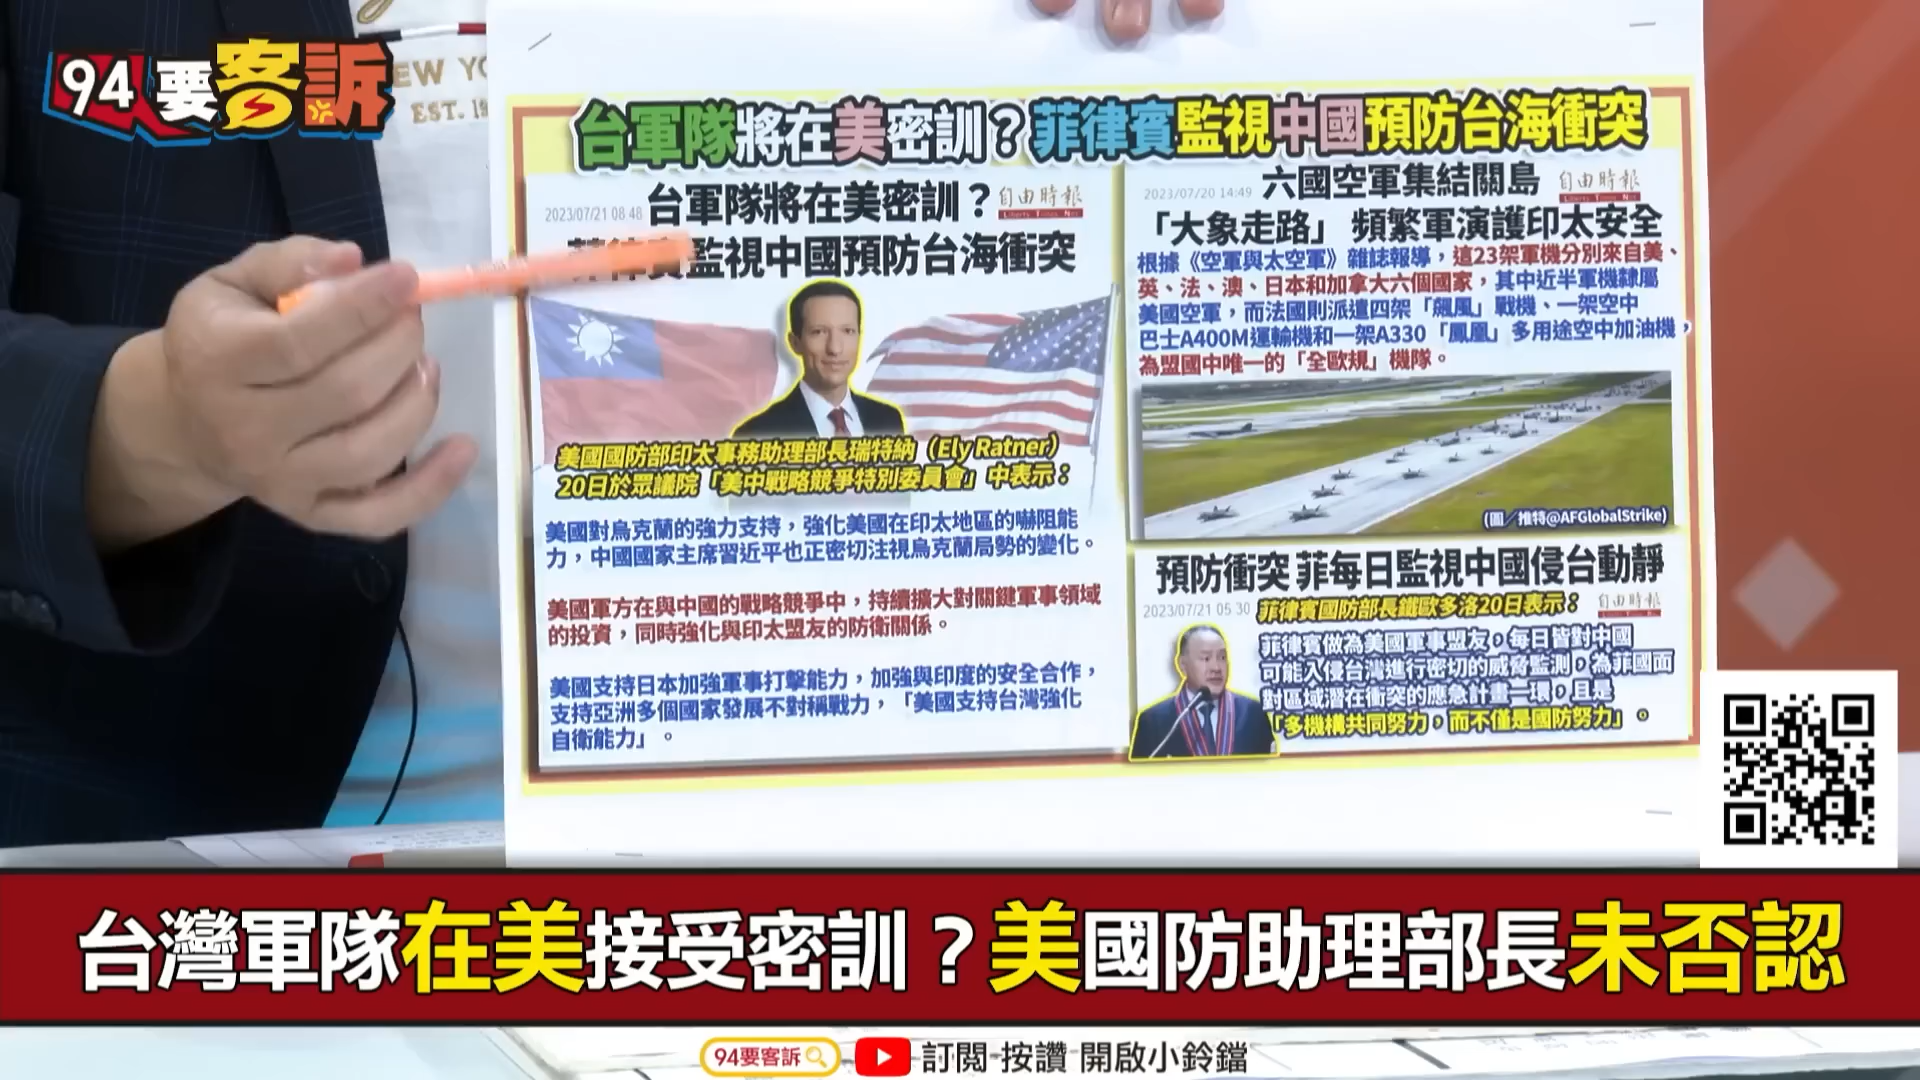 94要客訴
EW YO
EST. 19
台軍隊將在美密訓？菲律賓監視中國預防台海衝突
2023/07/21 08:48
台軍隊將在美密訓？
自由時報
Liberty Times Net
菲律賓監視中國預防台海衝突
美國國防部印太事務助理部長瑞特納（Ely Ratner）
20日於眾議院「美中戰略競爭特別委員會」中表示：
美國對烏克蘭的強力支持，強化美國在印太地區的嚇阻能
力，中國國家主席習近平也正密切注視烏克蘭局勢的變化。
美國軍方在與中國的戰略競爭中，持續擴大對關鍵軍事領域
的投資，同時強化與印太盟友的防衛關係。
美國支持日本加強軍事打擊能力，加強與印度的安全合作，
支持亞洲多個國家發展不對稱戰力，「美國支持台灣強化
自衛能力」。
2023/07/20 14:49
六國空軍集結關島
自由時報
Liberty Times Net
「大象走路」 頻繁軍演護印太安全
根據《空軍與太空軍》雜誌報導，這23架軍機分別來自美、
英、法、澳、日本和加拿大六個國家，其中近半軍機隸屬
美國空軍，而法國則派遣四架「飆風」戰機、一架空中
巴士A400M運輸機和一架A330「鳳凰」多用途空中加油機，
為盟國中唯一的「全歐規」機隊。
(圖／推特@AFGlobalStrike)
預防衝突 菲每日監視中國侵台動靜
2023/07/21 05:30
菲律賓國防部長鐵歐多洛20日表示：
自由時報
菲律賓做為美國軍事盟友，每日皆對中國
可能入侵台灣進行密切的威脅監測，為菲國面
對區域潛在衝突的應急計畫一環，且是
「多機構共同努力，而不僅是國防努力」。
台灣軍隊在美接受密訓？美國防助理部長未否認
94要客訴
訂閱 按讚 開啟小鈴鐺